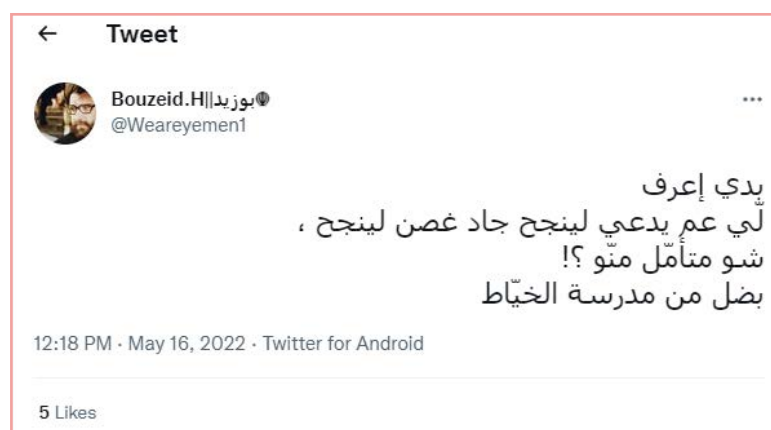 Tweet
Bouzeid.H||بوزيد
@Weareyemen1
بدي إعرف
لّي عم يدعي لينجح جاد غصن لينجح ،
شو متأمّل منّو ؟!
بضل من مدرسة الخيّاط
12:18 PM · May 16, 2022 · Twitter for Android
5 Likes